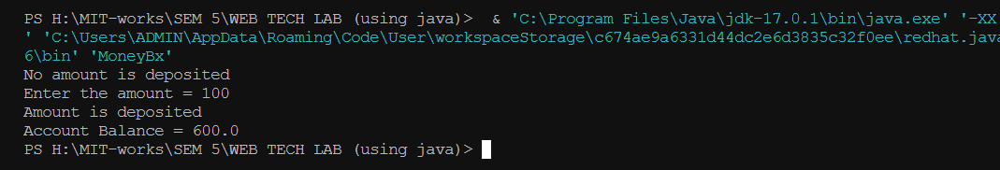 PS H:\MIT-works\SEM 5\WEB TECH LAB (using java)>  & 'C:\Program Files\Java\jdk-17.0.1\bin\java.exe' '-XX
' 'C:\Users\ADMIN\AppData\Roaming\Code\User\workspaceStorage\c674ae9a6331d44dc2e6d3835c32f0ee\redhat.java
6\bin' 'MoneyBx'
No amount is deposited
Enter the amount = 100
Amount is deposited
Account Balance = 600.0
PS H:\MIT-works\SEM 5\WEB TECH LAB (using java)>